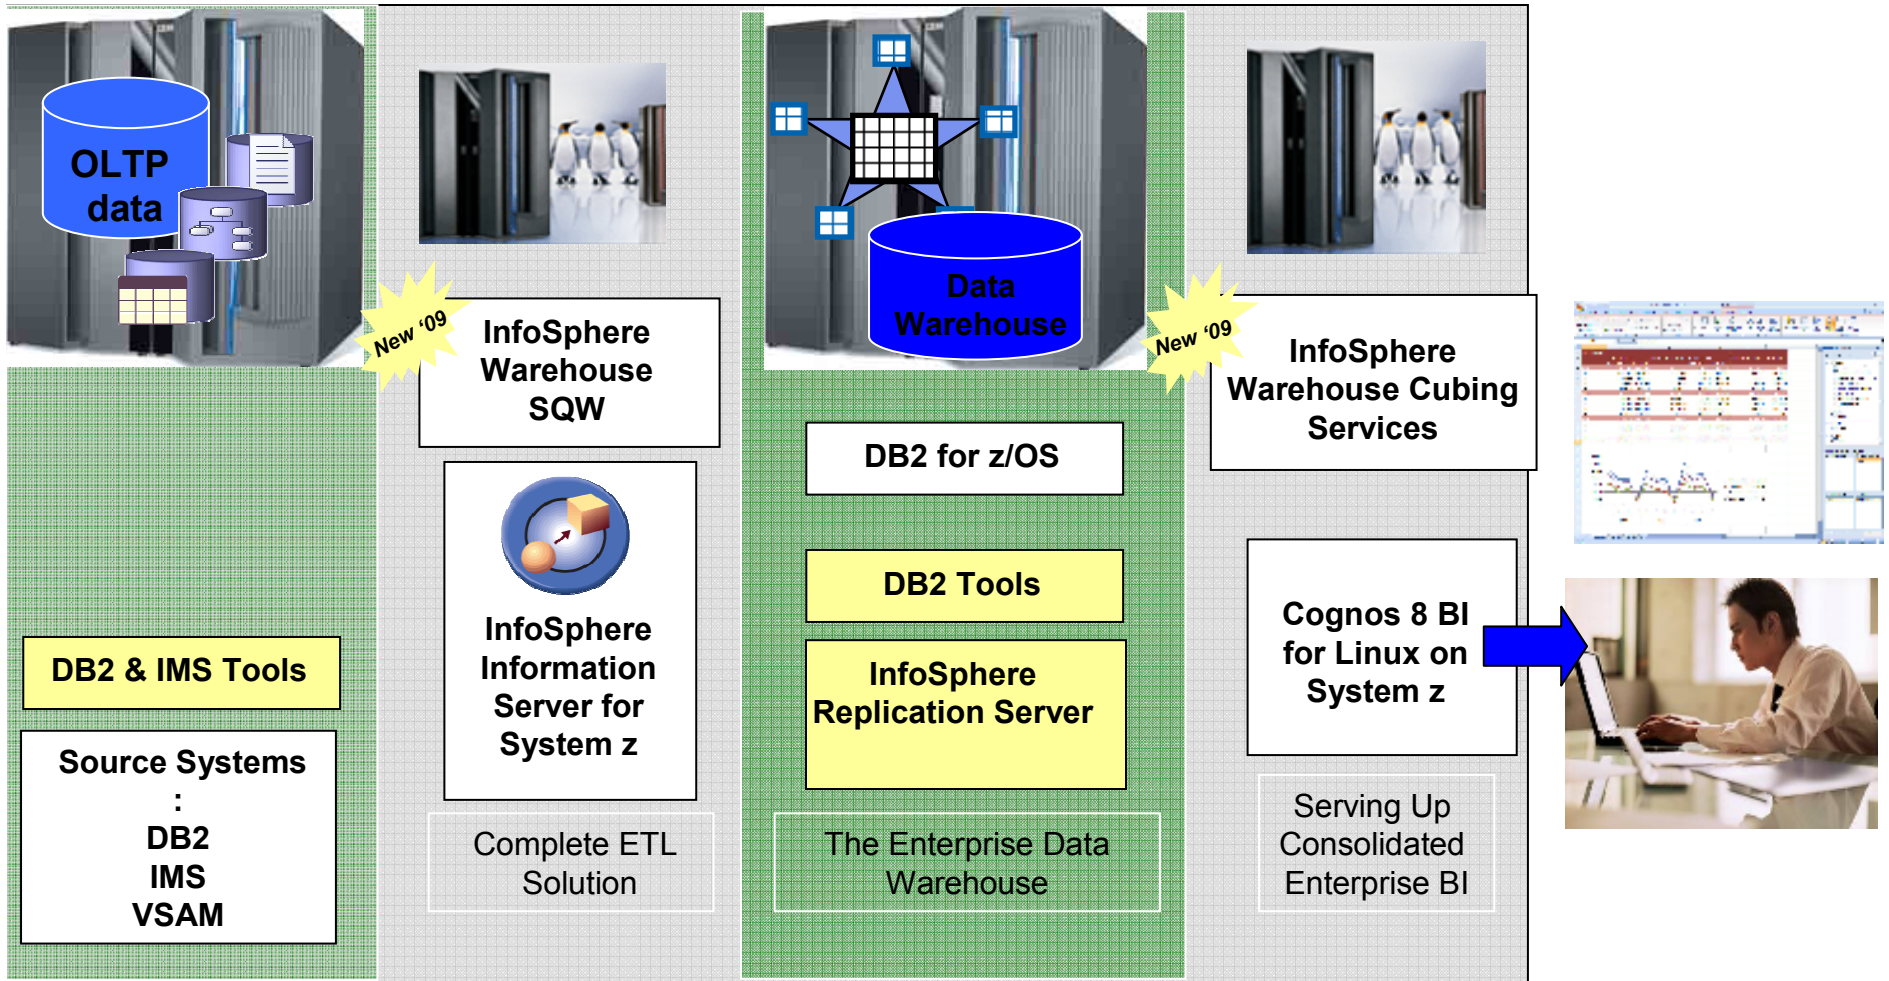 OLTP
data
DB2 & IMS Tools
Source Systems
:
DB2
IMS
VSAM
New ‘09
InfoSphere
Warehouse
SQW
InfoSphere
Information
Server for
System z
Complete ETL
Solution
Data
Warehouse
DB2 for z/OS
DB2 Tools
InfoSphere
Replication Server
The Enterprise Data
Warehouse
New ‘09
InfoSphere
Warehouse Cubing
Services
Cognos 8 BI
for Linux on
System z
Serving Up
Consolidated
Enterprise BI